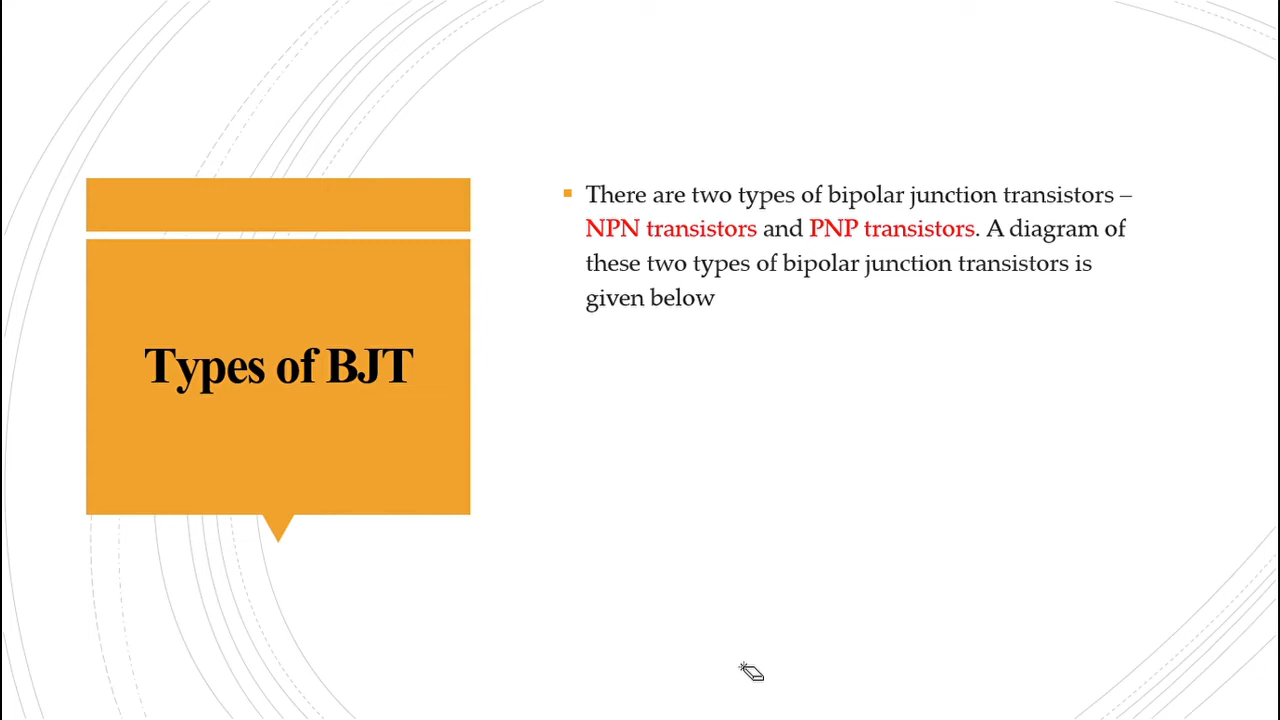 Types of BJT
There are two types of bipolar junction transistors –
NPN transistors and PNP transistors. A diagram of
these two types of bipolar junction transistors is
given below